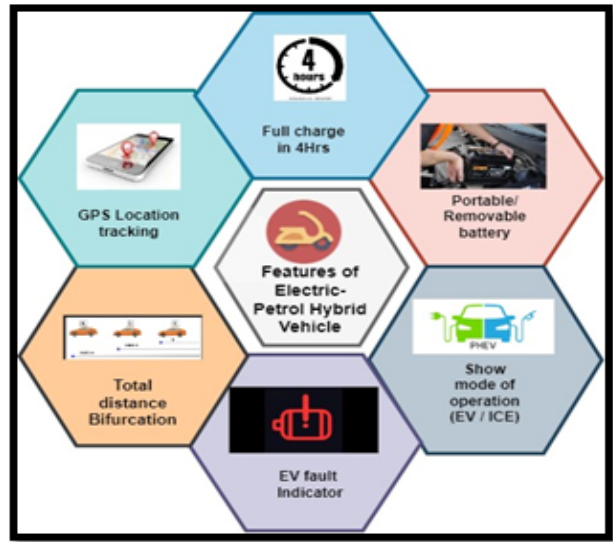 4
hours
Full charge
in 4Hrs
GPS Location
tracking
Portable/
Removable
battery
Features of
Electric-
Petrol Hybrid
Vehicle
PHEV
Show
mode of
operation
(EV / ICE)
Total
distance
Bifurcation
EV fault
Indicator